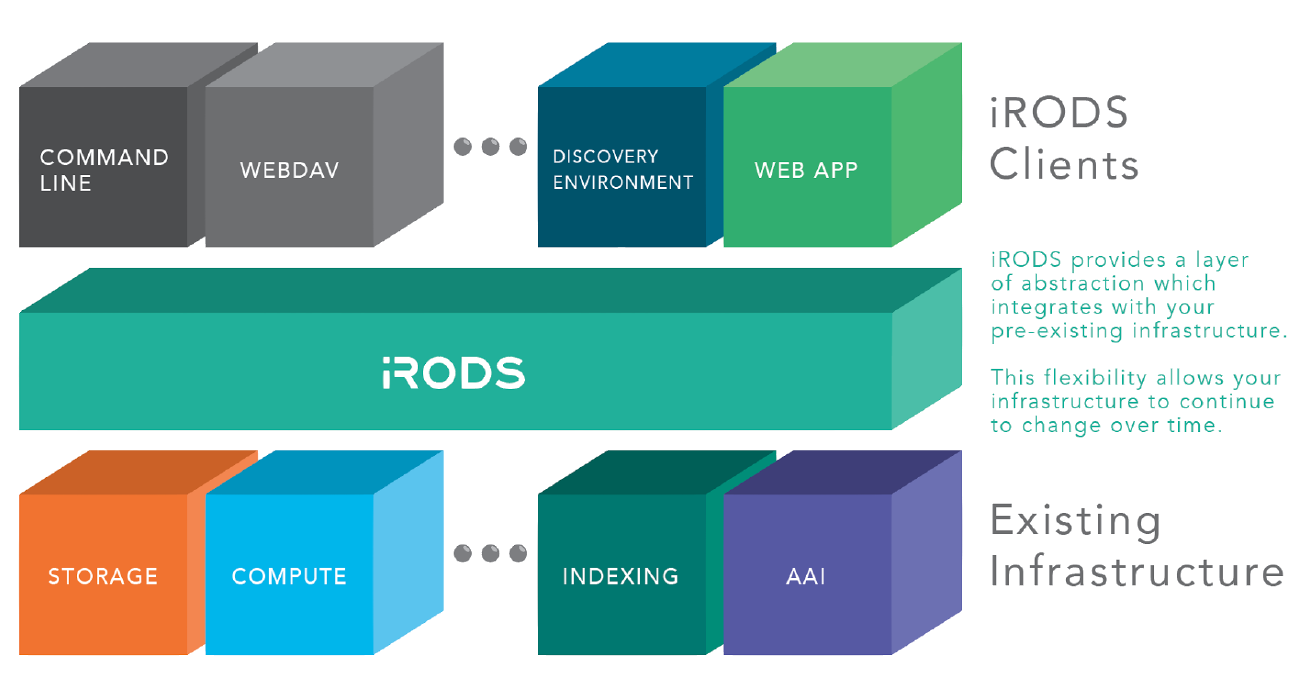 COMMAND
LINE
WEBDAV
DISCOVERY
ENVIRONMENT
WEB APP
iRODS
Clients
iRODS
iRODS provides a layer
of abstraction which
integrates with your
pre-existing infrastructure.
This flexibility allows your
infrastructure to continue
to change over time.
STORAGE
COMPUTE
INDEXING
AAI
Existing
Infrastructure